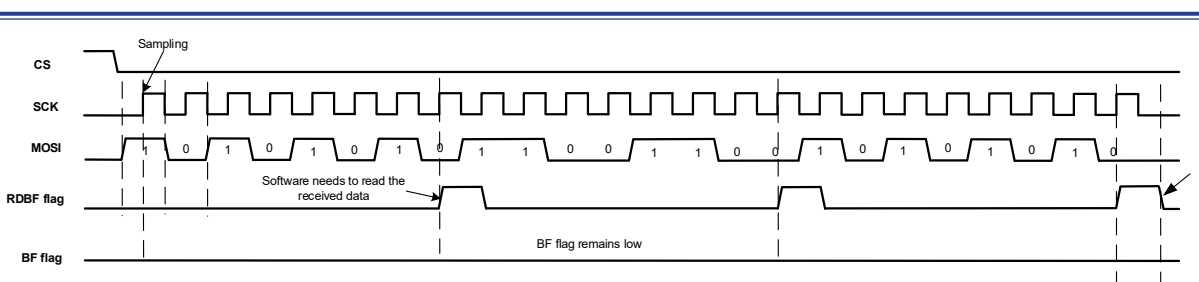 Sampling
CS
SCK
MOSI 1 0 1 0 1 0 1 0 1 1 0 0 1 1 0 0 1 0 1 0 1 0 1 0
Software needs to read the
received data
RDBF flag
BF flag remains low
BF flag